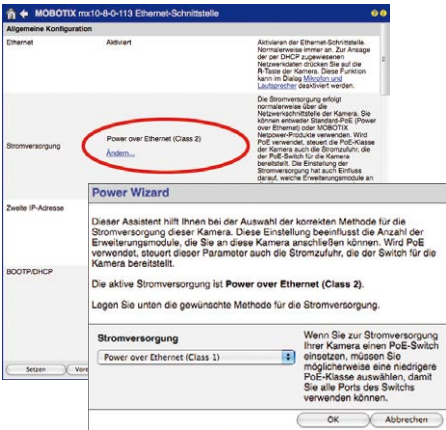 MOBOTIX mx10-8-0-113 Ethernet-Schnittstelle
Allgemeine Konfiguration
Ethernet
Aktiviert
Aktivieren der Ethernet-Schnittstelle.
Normalerweise immer an. Zur Ansage
der per DHCP zugewiesenen
Netzwerkdaten drücken Sie auf die
R-Taste der Kamera. Diese Funktion
kann im Dialog Mikrofon und
Lautsprecher deaktiviert werden.
Stromversorgung
Power over Ethernet (Class 2)
Ändern...
Die Stromversorgung erfolgt
normalerweise über die
Netzwerkschnittstelle der Kamera. Sie
können entweder Standard-PoE (Power
over Ethernet) oder MOBOTIX
Netpower-Produkte verwenden. Wird
PoE verwendet, steuert die PoE-Klasse
der Kamera auch die Stromzufuhr, die
der PoE-Switch für die Kamera
bereitstellt. Die Einstellung der
Stromversorgung hat auch Einfluss
darauf, welche Erweiterungsmodule an
Zweite IP-Adresse
BOOTP/DHCP
Setzen
Power Wizard
Dieser Assistent hilft Ihnen bei der Auswahl der korrekten Methode für die
Stromversorgung dieser Kamera. Diese Einstellung beeinflusst die Anzahl der
Erweiterungsmodule, die Sie an diese Kamera anschließen können. Wird PoE
verwendet, steuert dieser Parameter auch die Stromzufuhr, die der Switch für die
Kamera bereitstellt.
Die aktive Stromversorgung ist Power over Ethernet (Class 2).
Legen Sie unten die gewünschte Methode für die Stromversorgung.
Stromversorgung
Power over Ethernet (Class 1)
Wenn Sie zur Stromversorgung
Ihrer Kamera einen PoE-Switch
einsetzen, müssen Sie
möglicherweise eine niedrigere
PoE-Klasse auswählen, damit
Sie alle Ports des Switchs
verwenden können.
OK
Abbrechen